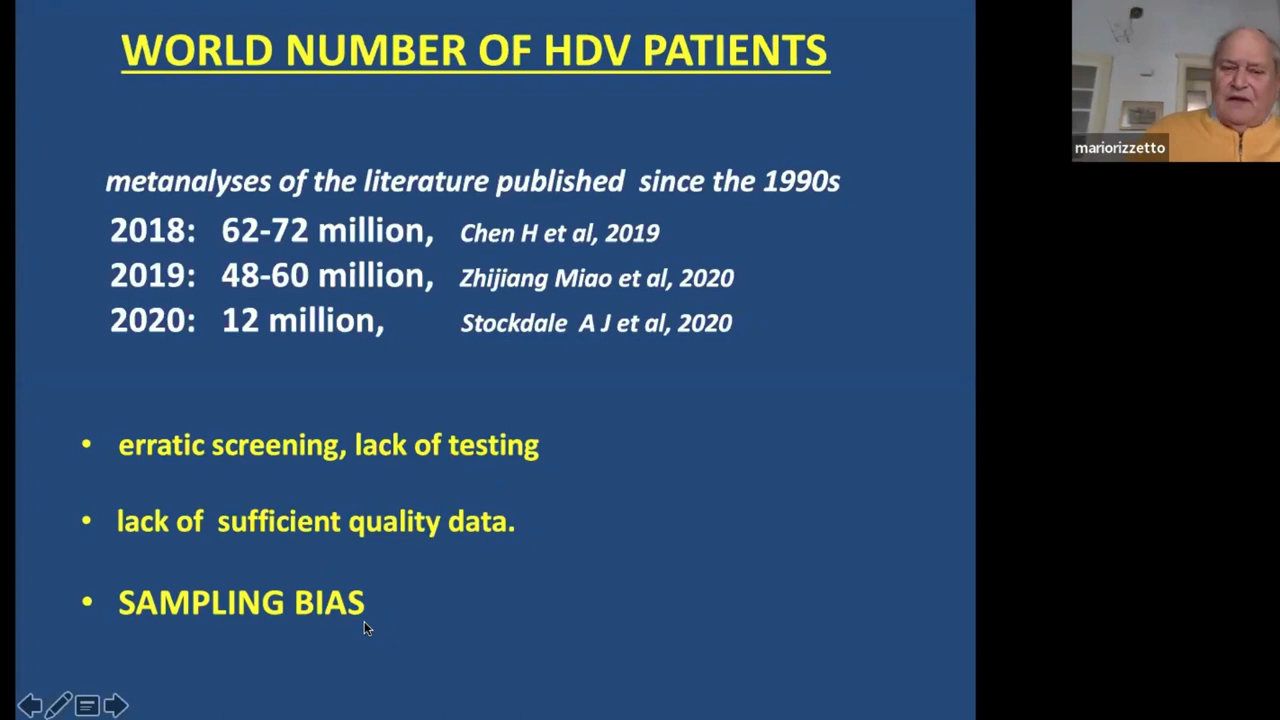 WORLD NUMBER OF HDV PATIENTS
metanalyses of the literature published since the 1990s
2018: 62-72 million, Chen H et al, 2019
2019: 48-60 million, Zhijiang Miao et al, 2020
2020: 12 million, Stockdale A J et al, 2020
• erratic screening, lack of testing
• lack of sufficient quality data.
• SAMPLING BIAS
mariorizzetto